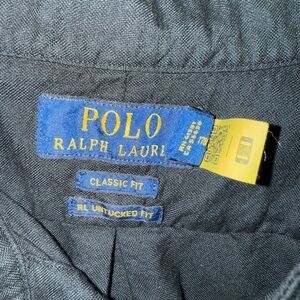 POLO
RALPH LAUR
CLASSIC FIT
RL UNTUCKED FIT